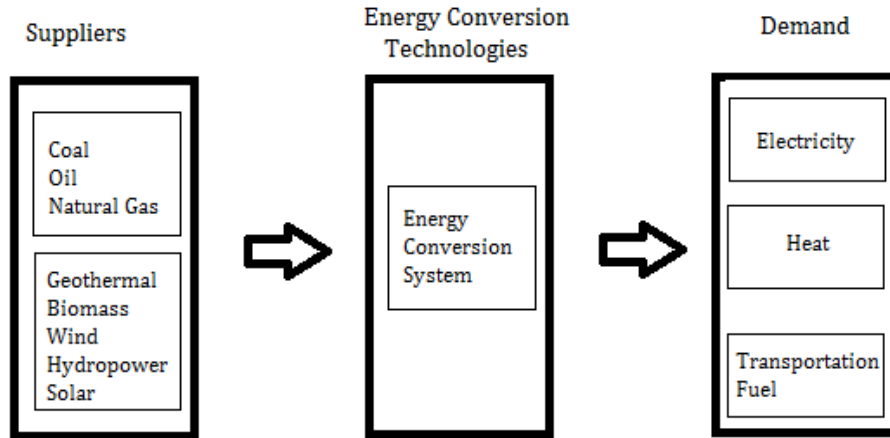 Suppliers
Coal
Oil
Natural Gas
Geothermal
Biomass
Wind
Hydropower
Solar
Energy Conversion
Technologies
Energy
Conversion
System
Demand
Electricity
Heat
Transportation
Fuel